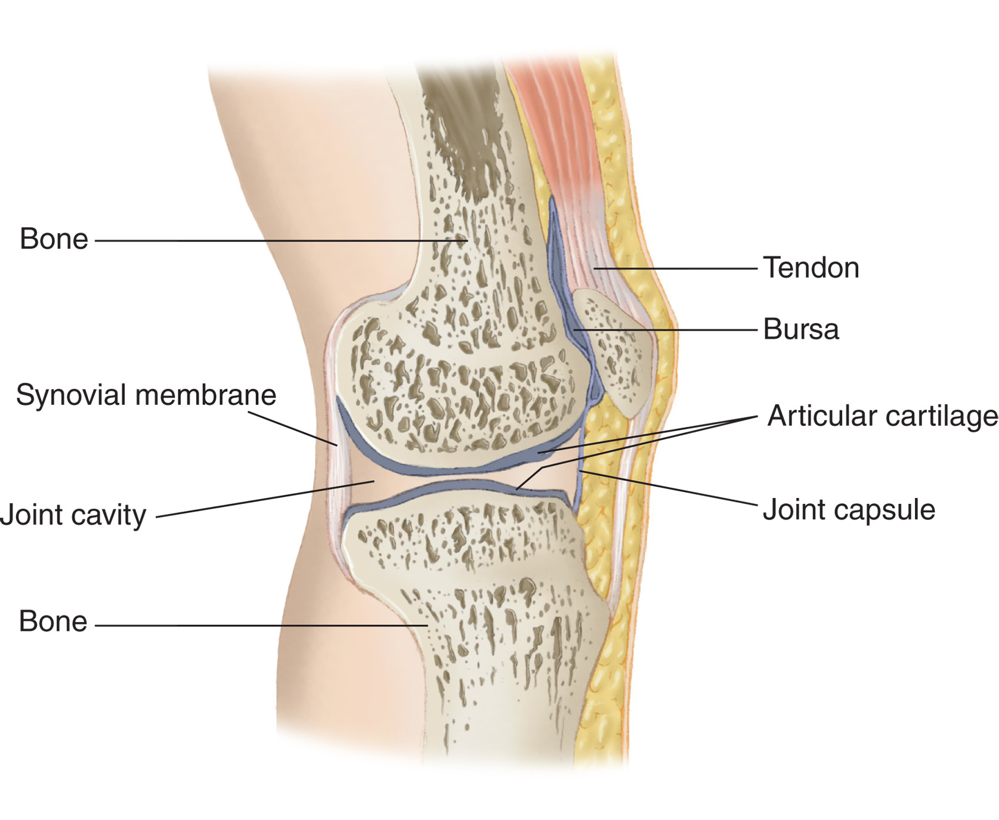 Bone
Tendon
Bursa
Synovial membrane
Articular cartilage
Joint cavity
Joint capsule
Bone